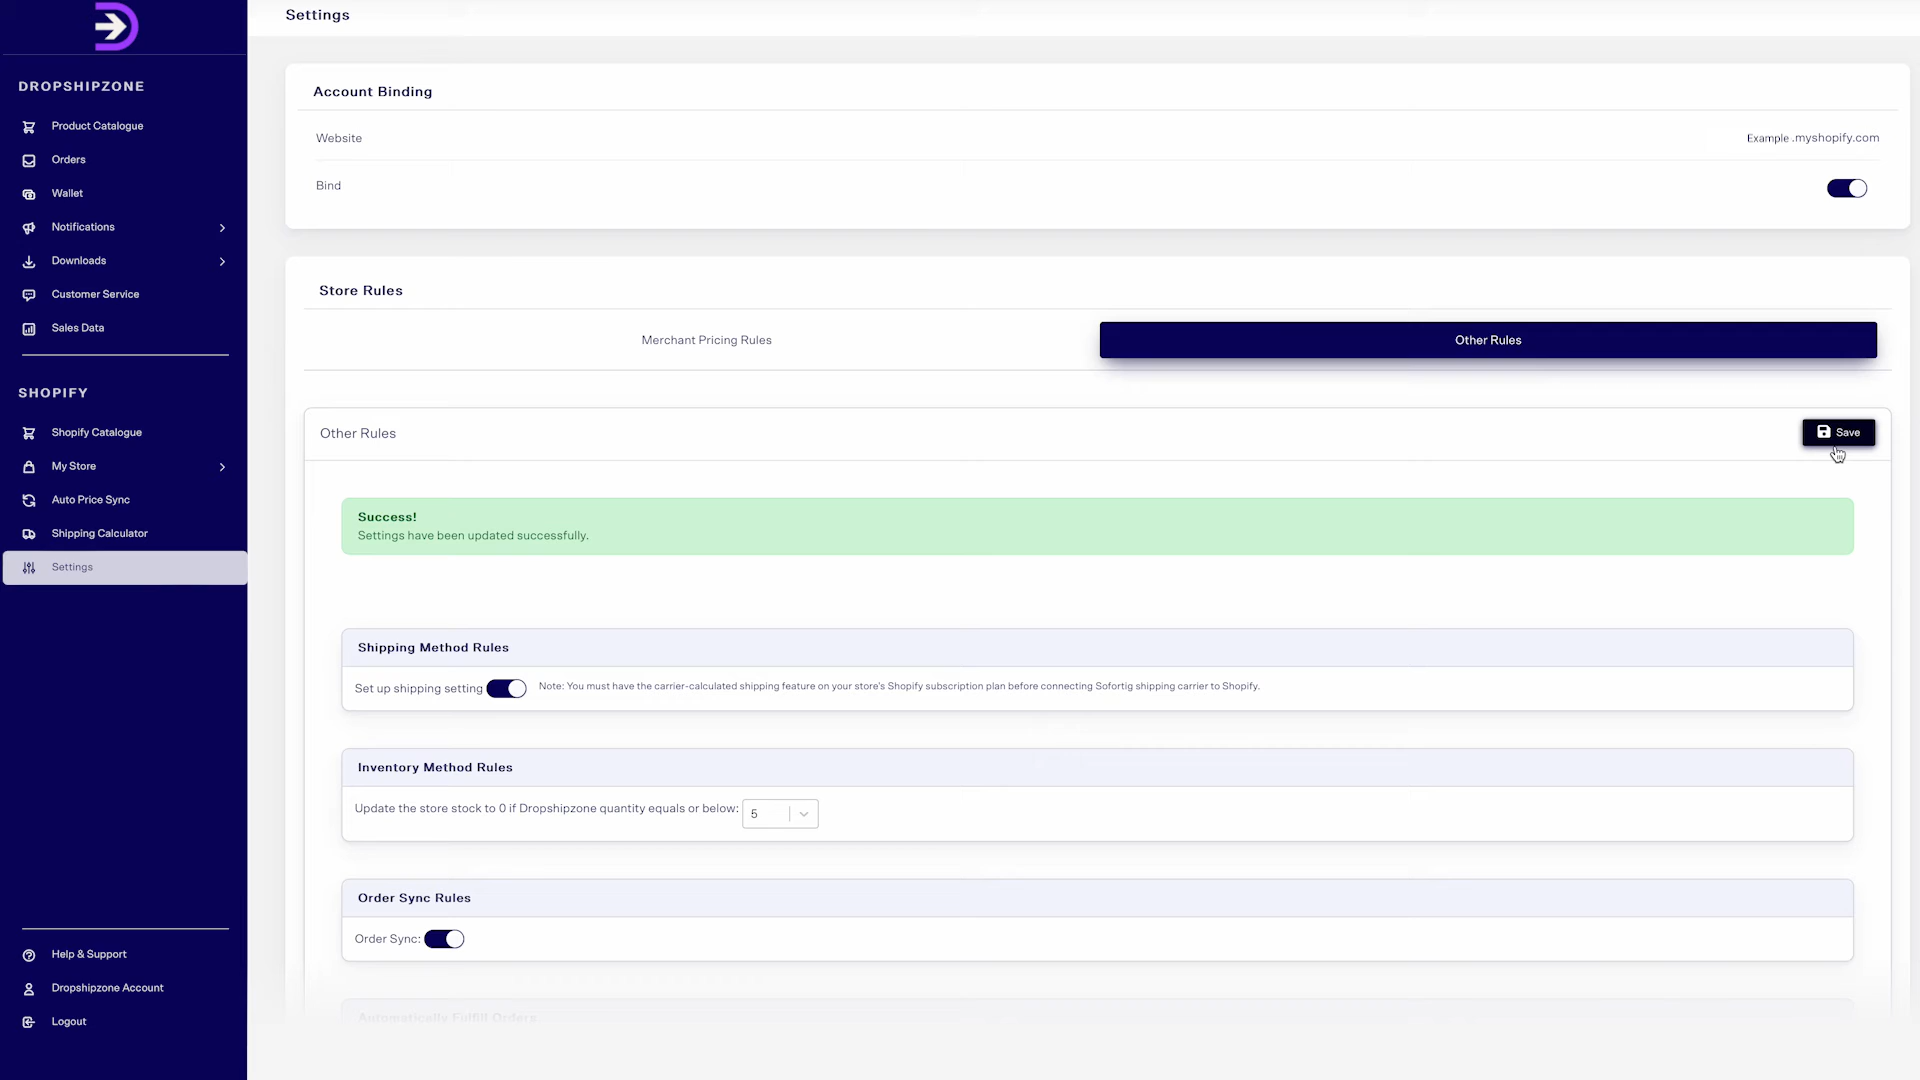 Settings
DROPSHIPZONE
Product Catalogue
Orders
Wallet
Notifications
Downloads
Customer Service
Sales Data
SHOPIFY
Shopify Catalogue
My Store
Auto Price Sync
Shipping Calculator
Settings
Help & Support
Dropshipzone Account
Logout
Account Binding
Website
Example .myshopify.com
Bind
Store Rules
Merchant Pricing Rules
Other Rules
Other Rules
Save
Success!
Settings have been updated successfully.
Shipping Method Rules
Set up shipping setting
Note: You must have the carrier-calculated shipping feature on your store's Shopify subscription plan before connecting Sofortig shipping carrier to Shopify.
Inventory Method Rules
Update the store stock to 0 if Dropshipzone quantity equals or below: 5
Order Sync Rules
Order Sync:
Automatically Fulfill Orders